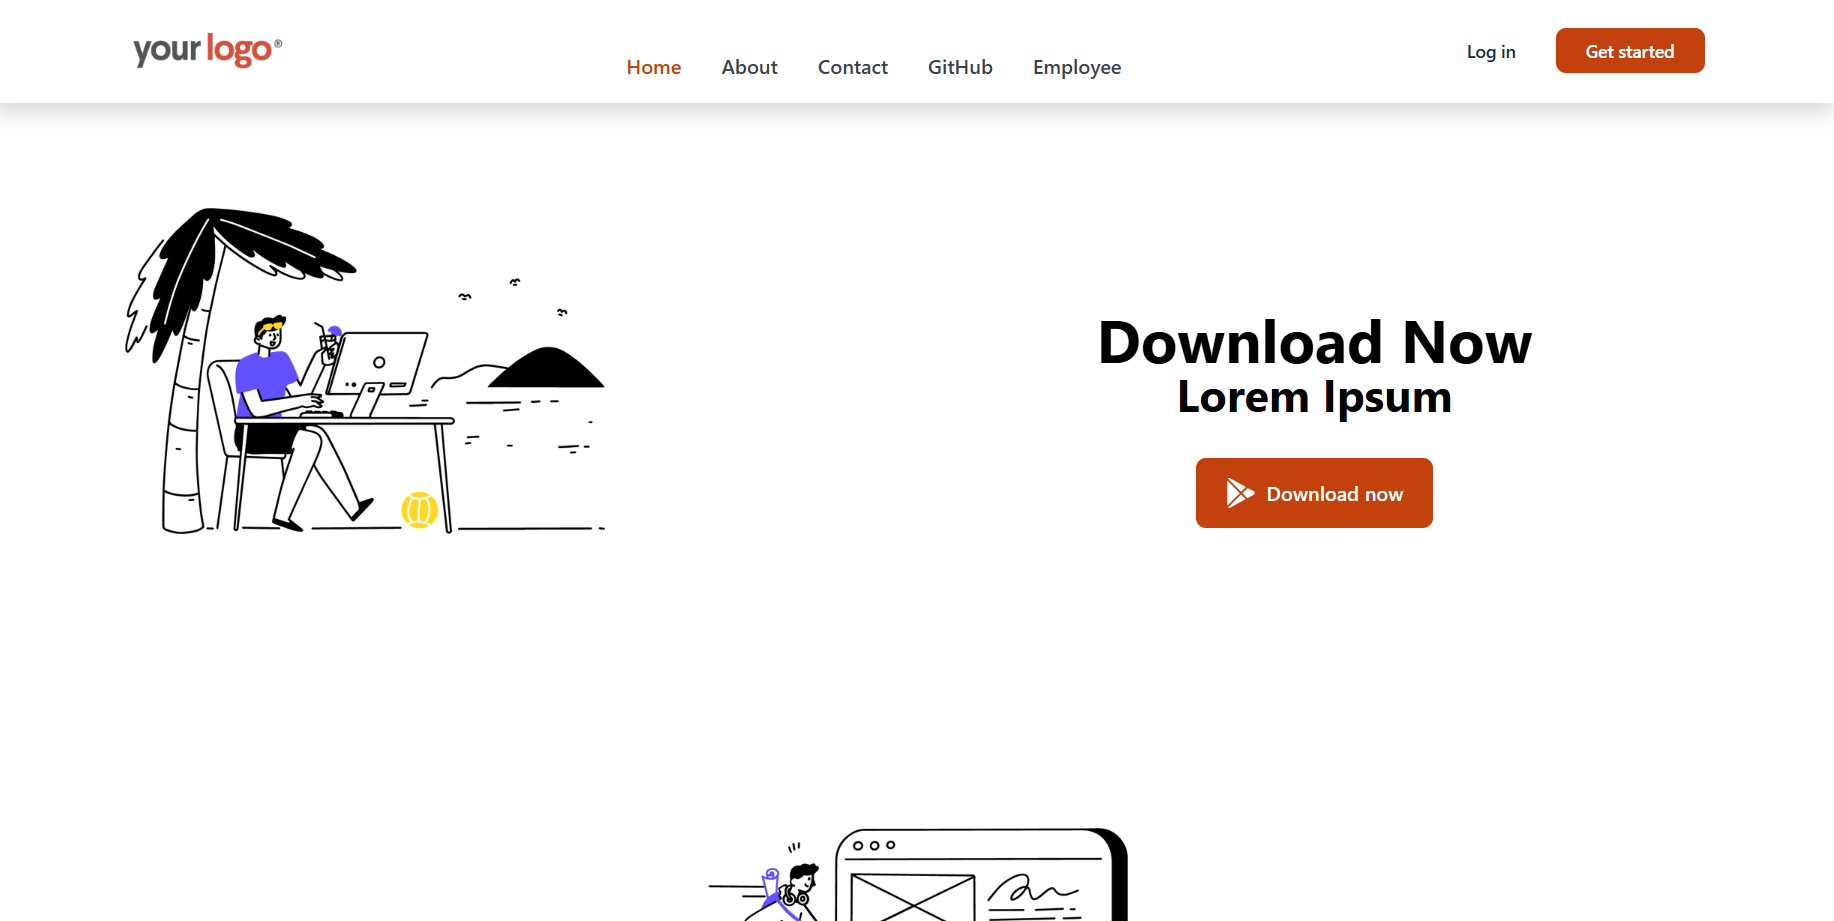 your logo®
Home About Contact GitHub Employee
Log in Get started
Download Now
Lorem Ipsum
Download now